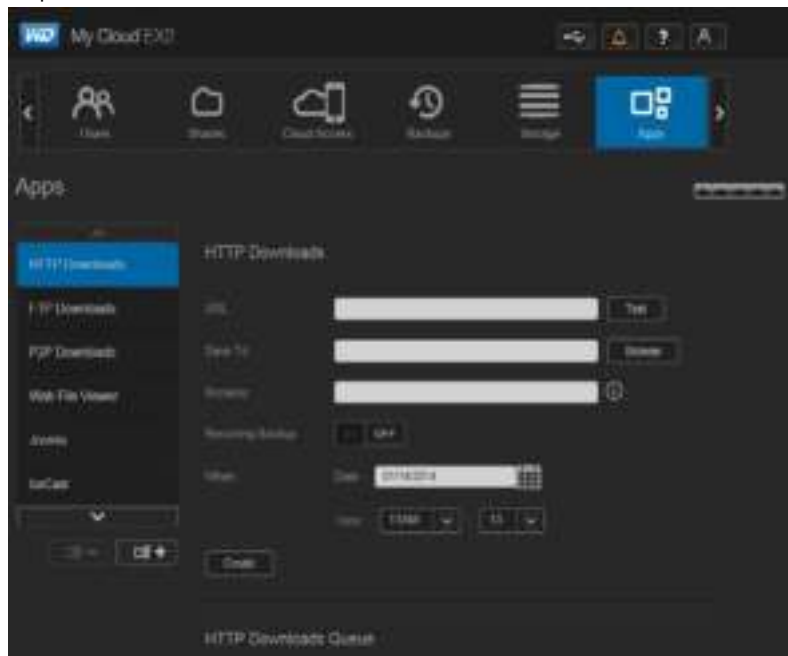 WD My Cloud EX2
Users
Shares
Cloud Access
Backups
Storage
Apps
Apps
HTTP Downloads
FTP Downloads
P2P Downloads
Web File Viewer
Joomla
IceCast
HTTP Downloads
URL
Test
Save To
Browse
Rename
Recurring Backup
OFF
When
Date
Create
HTTP Downloads Queue